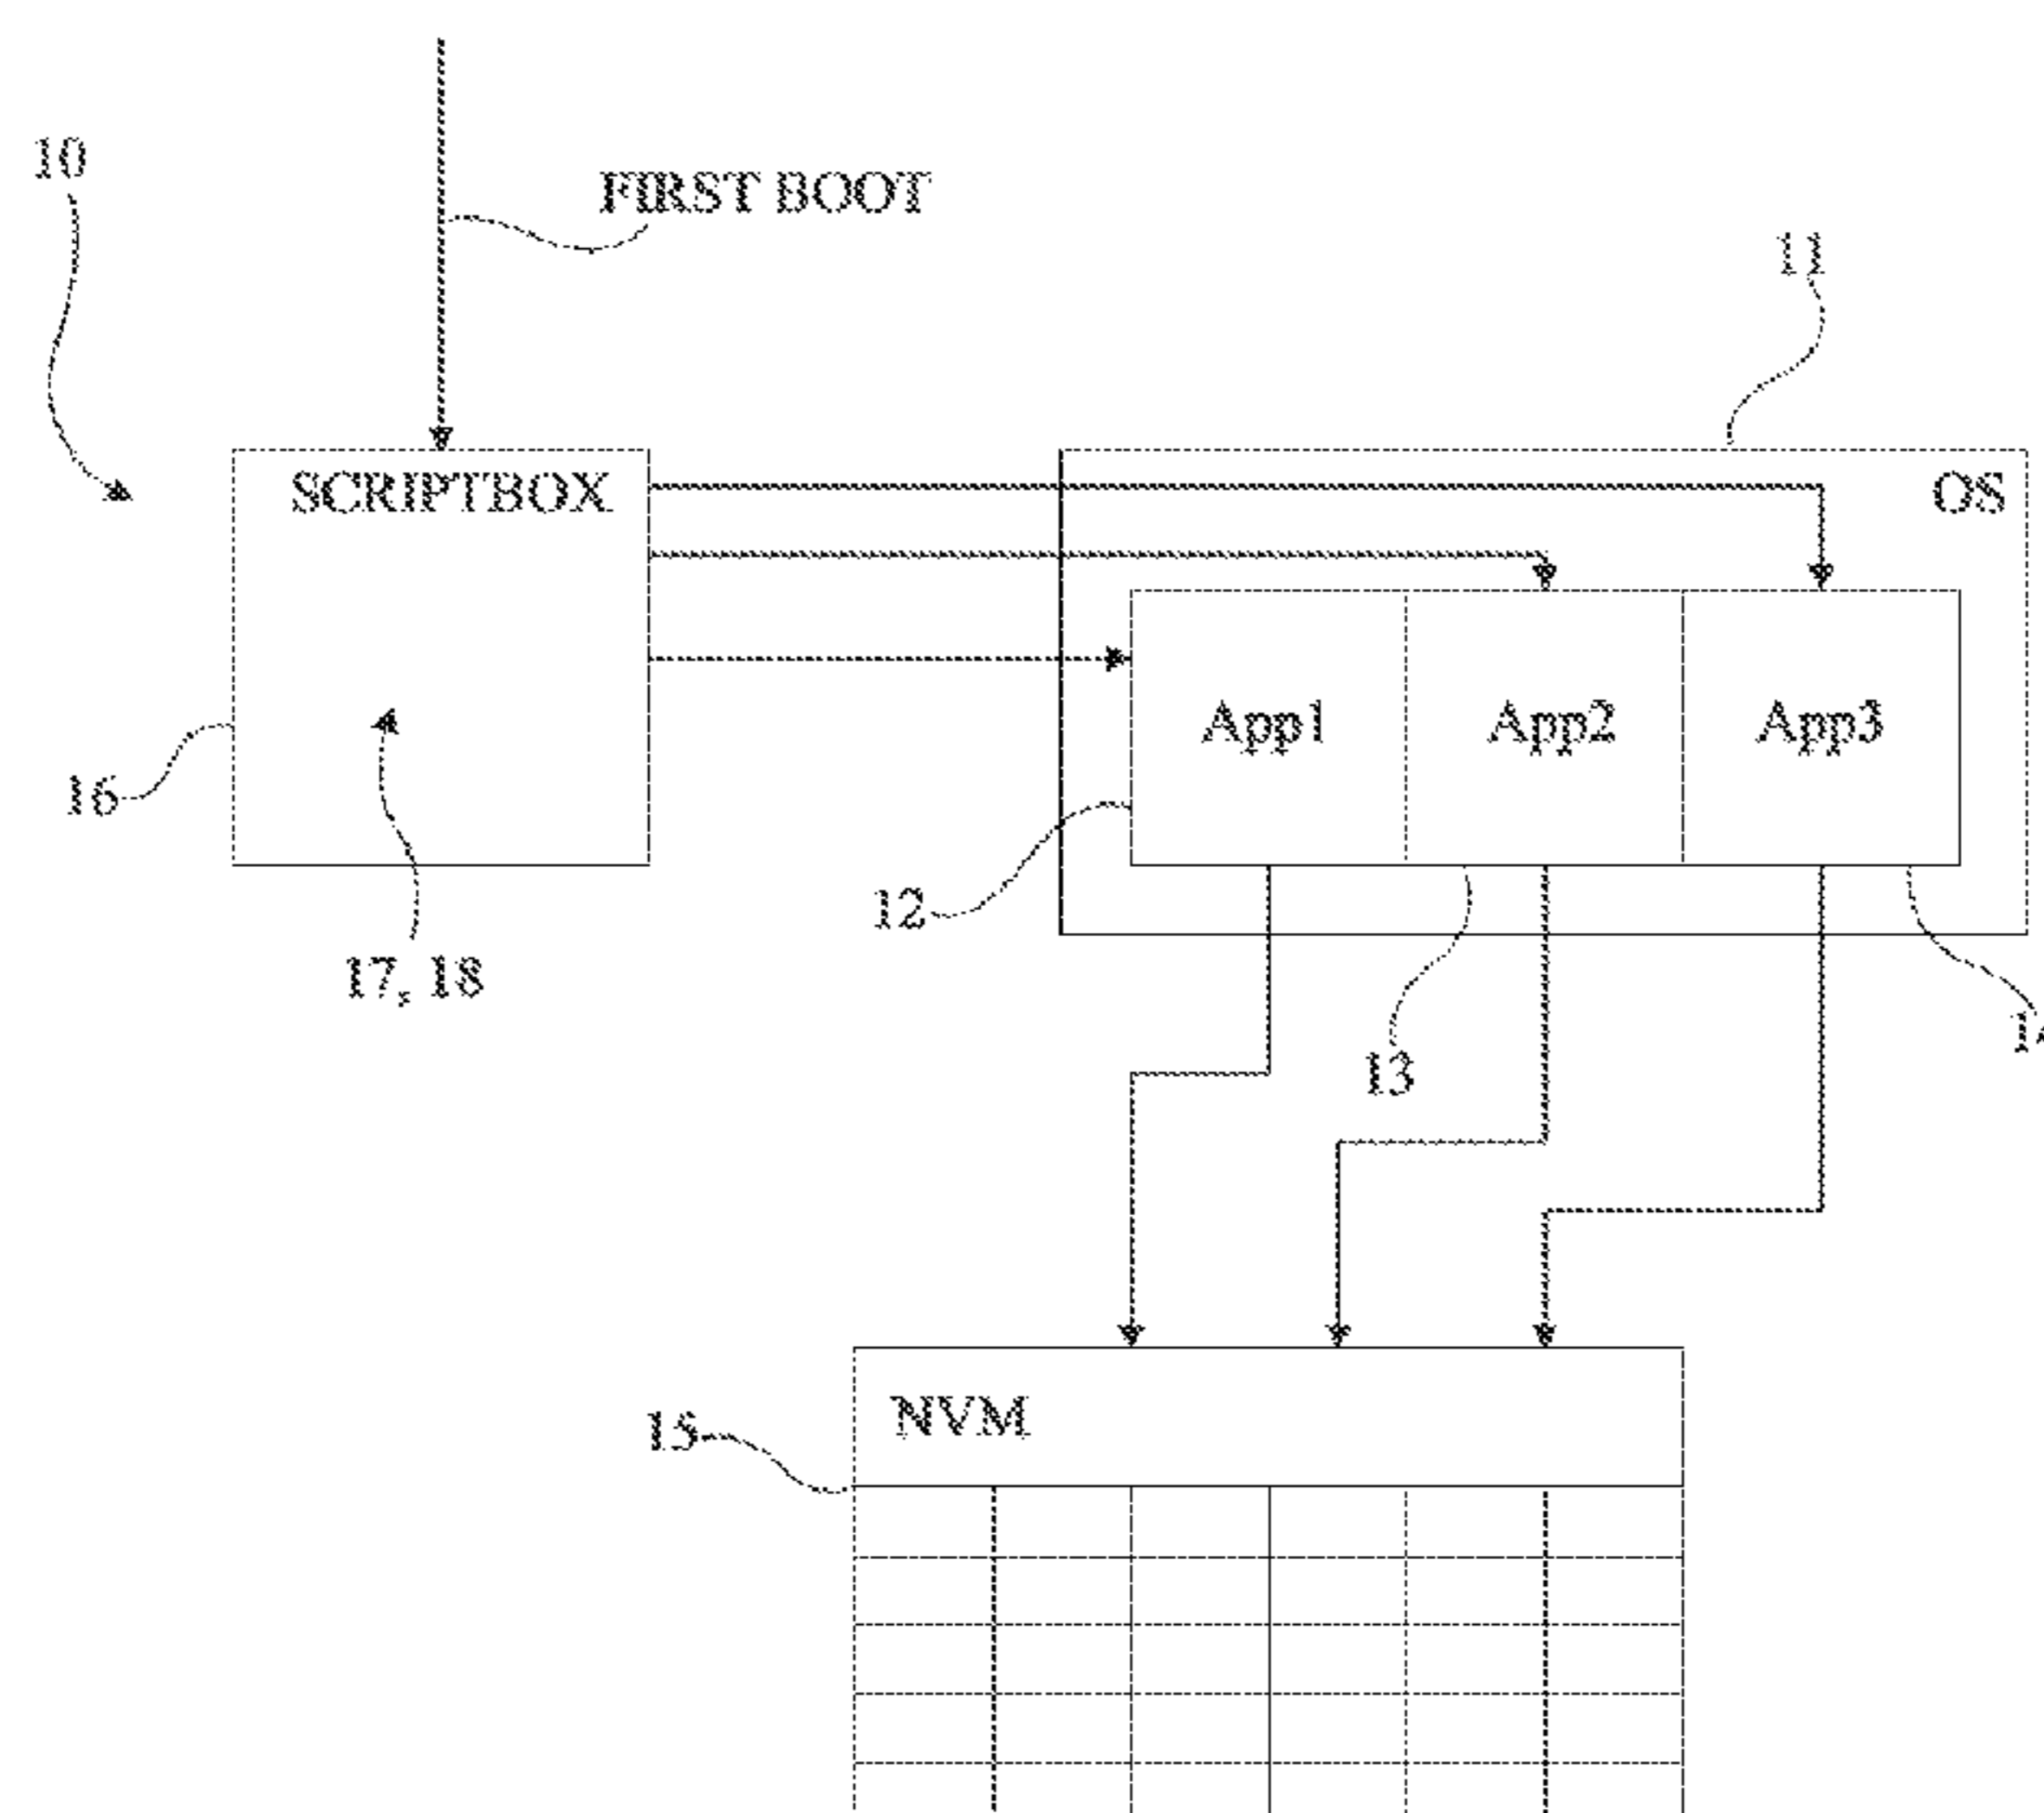 10
FIRST BOOT
11
SCRIPTBOX
OS
App1
App2
App3
16
12
17, 18
13
NVM
15